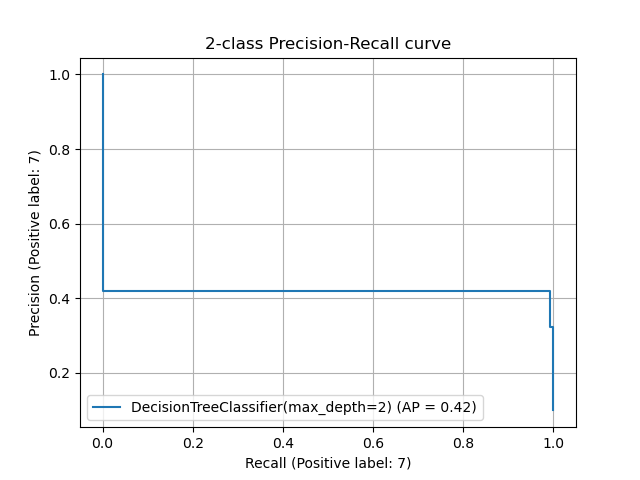 2-class Precision-Recall curve
1.0
0.8
0.6
0.4
0.2
Precision (Positive label: 7)
DecisionTreeClassifier(max_depth=2) (AP = 0.42)
0.0 0.2 0.4 0.6 0.8 1.0
Recall (Positive label: 7)